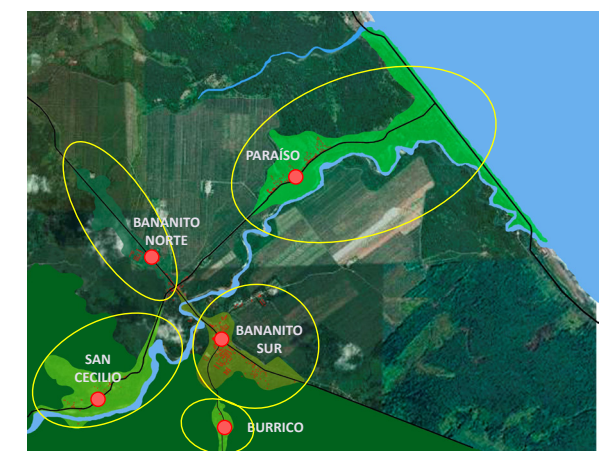 PARAÍSO
BANANITO
NORTE
BANANITO
SUR
SAN
CECILIO
BURRICO